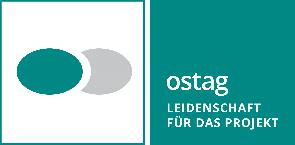 ostag
LEIDENSCHAFT
FÜR DAS PROJEKT